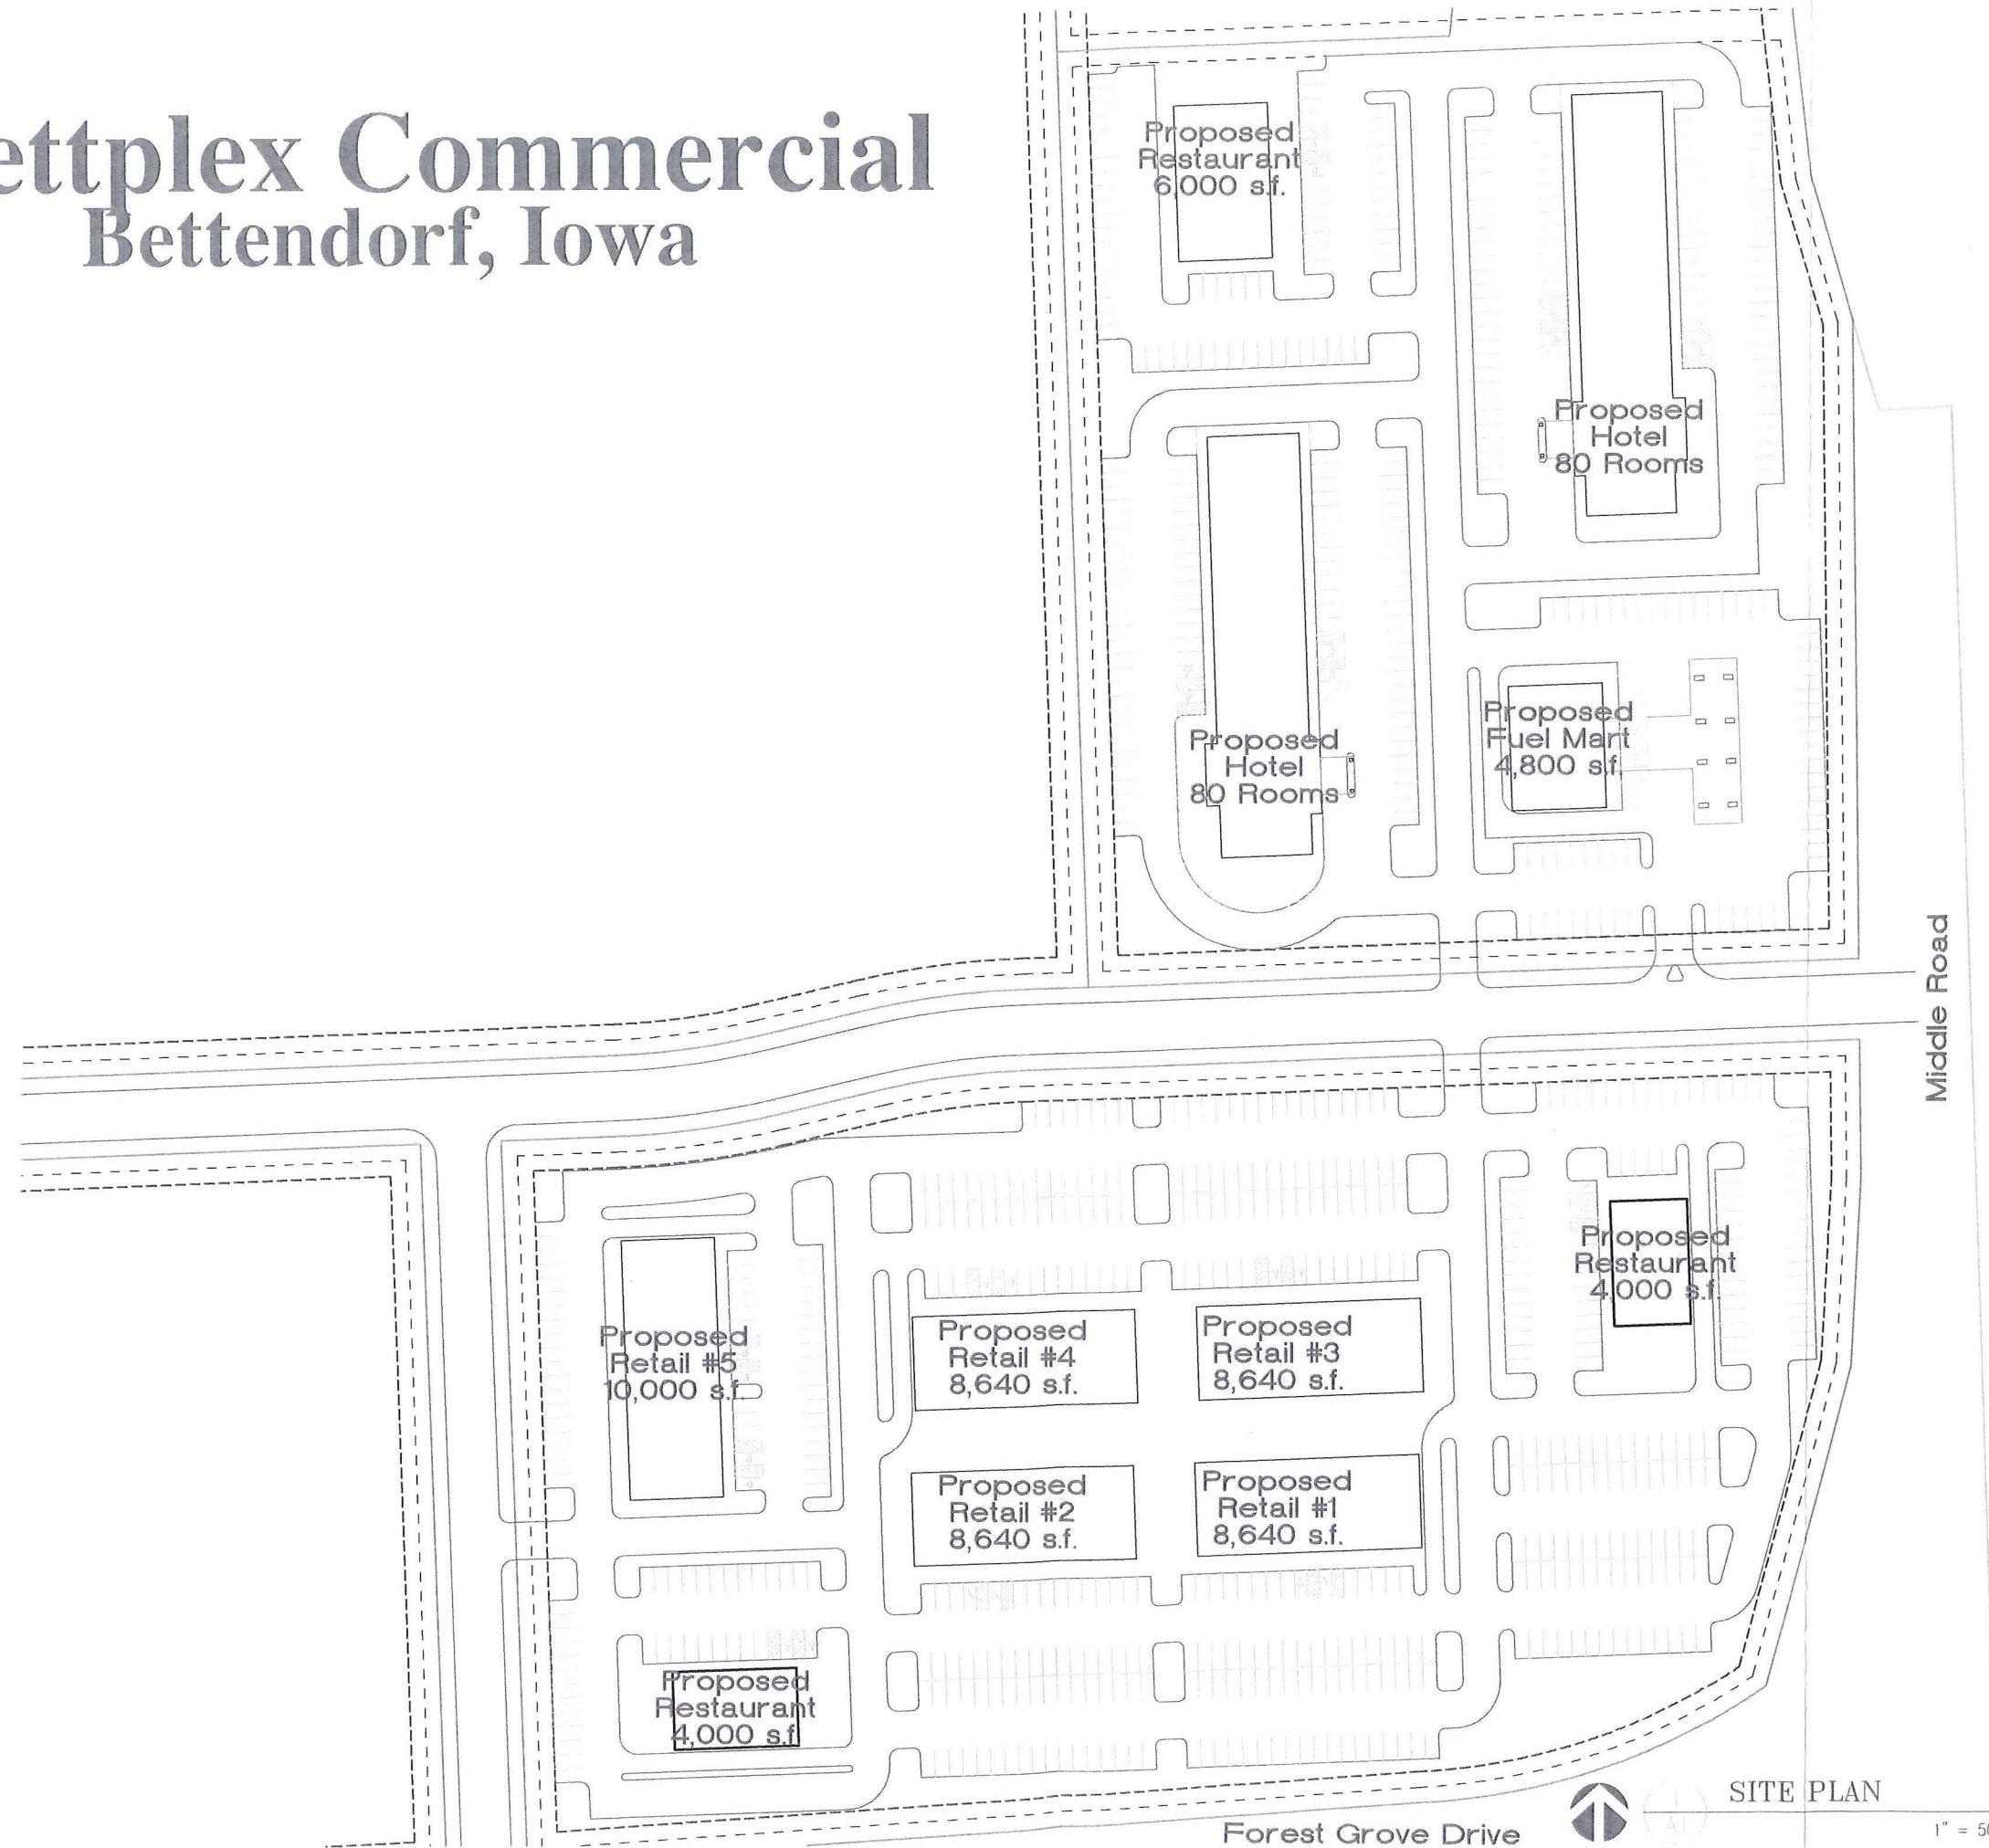 ettplex Commercial
Bettendorf, Iowa
Proposed
Restaurant
6,000 s.f.
Proposed
Hotel
80 Rooms
Proposed
Hotel
80 Rooms
Proposed
Fuel Mart
4,800 s.f.
Middle Road
Proposed
Restaurant
4,000 s.f.
Proposed
Retail #5
10,000 s.f.
Proposed
Retail #4
8,640 s.f.
Proposed
Retail #3
8,640 s.f.
Proposed
Retail #2
8,640 s.f.
Proposed
Retail #1
8,640 s.f.
Proposed
Restaurant
4,000 s.f.
Forest Grove Drive
SITE PLAN
A1
1" = 50